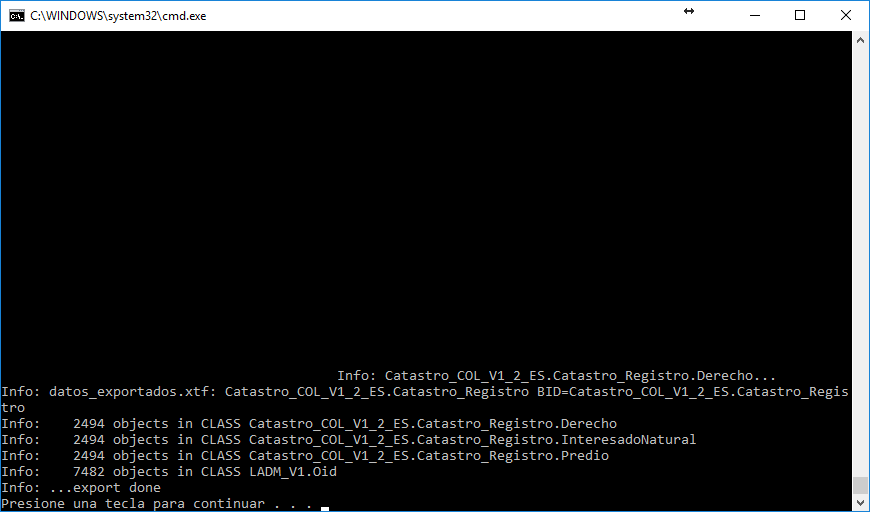 C:\WINDOWS\system32\cmd.exe
Info: Catastro_COL_V1_2_ES.Catastro_Registro.Derecho...
Info: datos_exportados.xtf: Catastro_COL_V1_2_ES.Catastro_Registro BID=Catastro_COL_V1_2_ES.Catastro_Regis
tro
Info:    2494 objects in CLASS Catastro_COL_V1_2_ES.Catastro_Registro.Derecho
Info:    2494 objects in CLASS Catastro_COL_V1_2_ES.Catastro_Registro.InteresadoNatural
Info:    2494 objects in CLASS Catastro_COL_V1_2_ES.Catastro_Registro.Predio
Info:    7482 objects in CLASS LADM_V1.Oid
Info: ...export done
Presione una tecla para continuar . . .